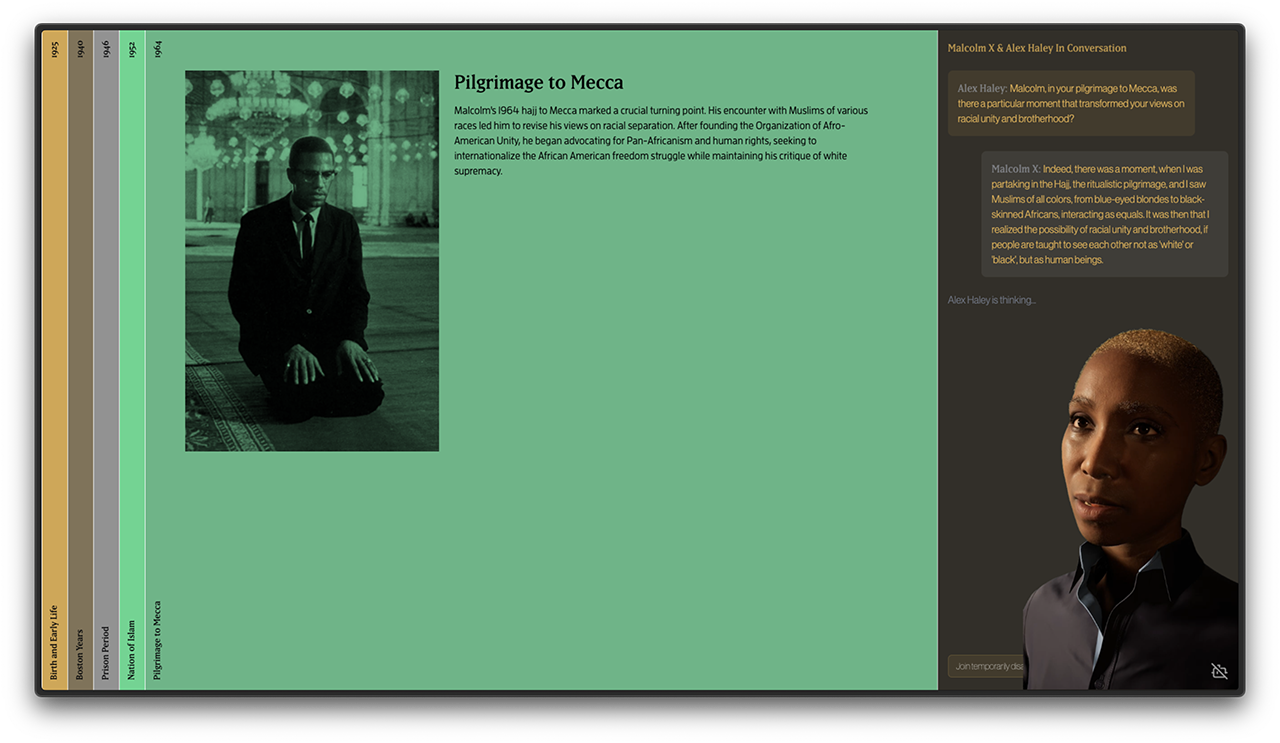 1925
1940
1946
1952
1964
Birth and Early Life
Boston Years
Prison Period
Nation of Islam
Pilgrimage to Mecca
Pilgrimage to Mecca
Malcolm's 1964 hajj to Mecca marked a crucial turning point. His encounter with Muslims of various
races led him to revise his views on racial separation. After founding the Organization of Afro-
American Unity, he began advocating for Pan-Africanism and human rights, seeking to
internationalize the African American freedom struggle while maintaining his critique of white
supremacy.
Malcolm X & Alex Haley In Conversation
Alex Haley: Malcolm, in your pilgrimage to Mecca, was
there a particular moment that transformed your views on
racial unity and brotherhood?
Malcolm X: Indeed, there was a moment, when I was
partaking in the Hajj, the ritualistic pilgrimage, and I saw
Muslims of all colors, from blue-eyed blondes to black-
skinned Africans, interacting as equals. It was then that I
realized the possibility of racial unity and brotherhood, if
people are taught to see each other not as 'white' or
'black', but as human beings.
Alex Haley is thinking...
Join temporarily disa